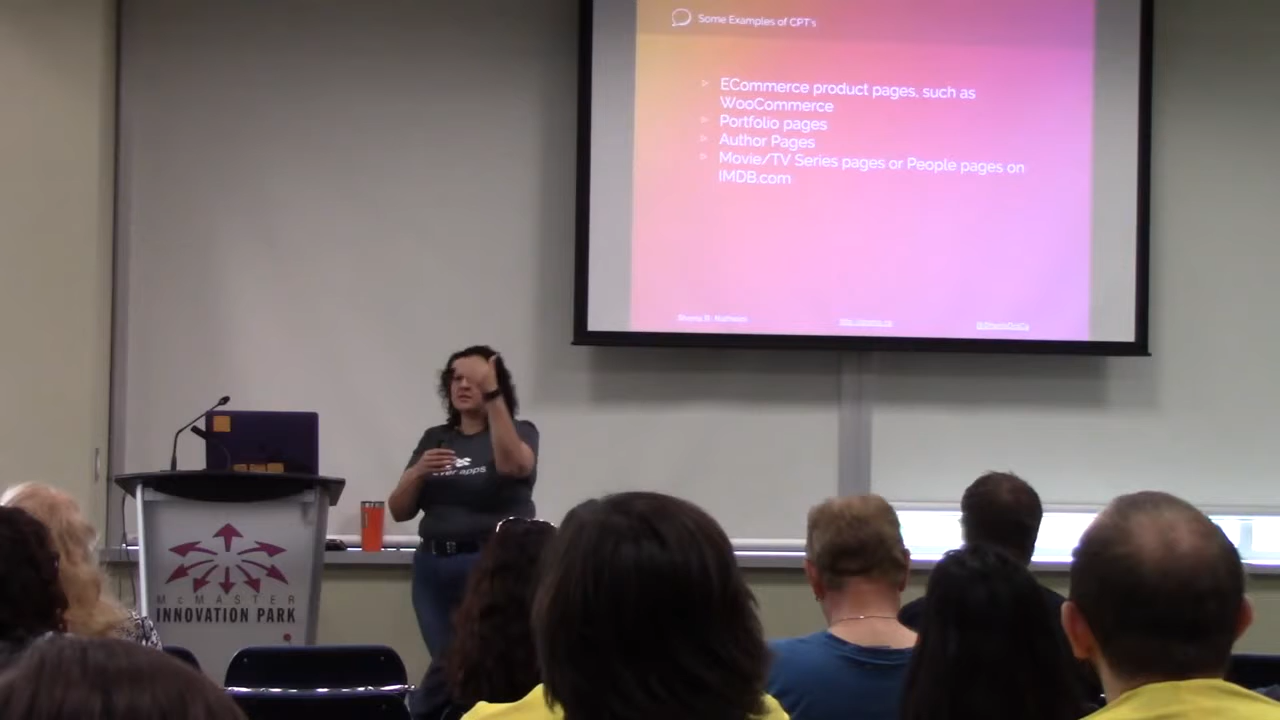 Some Examples of CPT's
ECommerce product pages, such as
WooCommerce
Portfolio pages
Author Pages
Movie/TV Series pages or People pages on
IMDB.com
apps
McMASTER
INNOVATION PARK